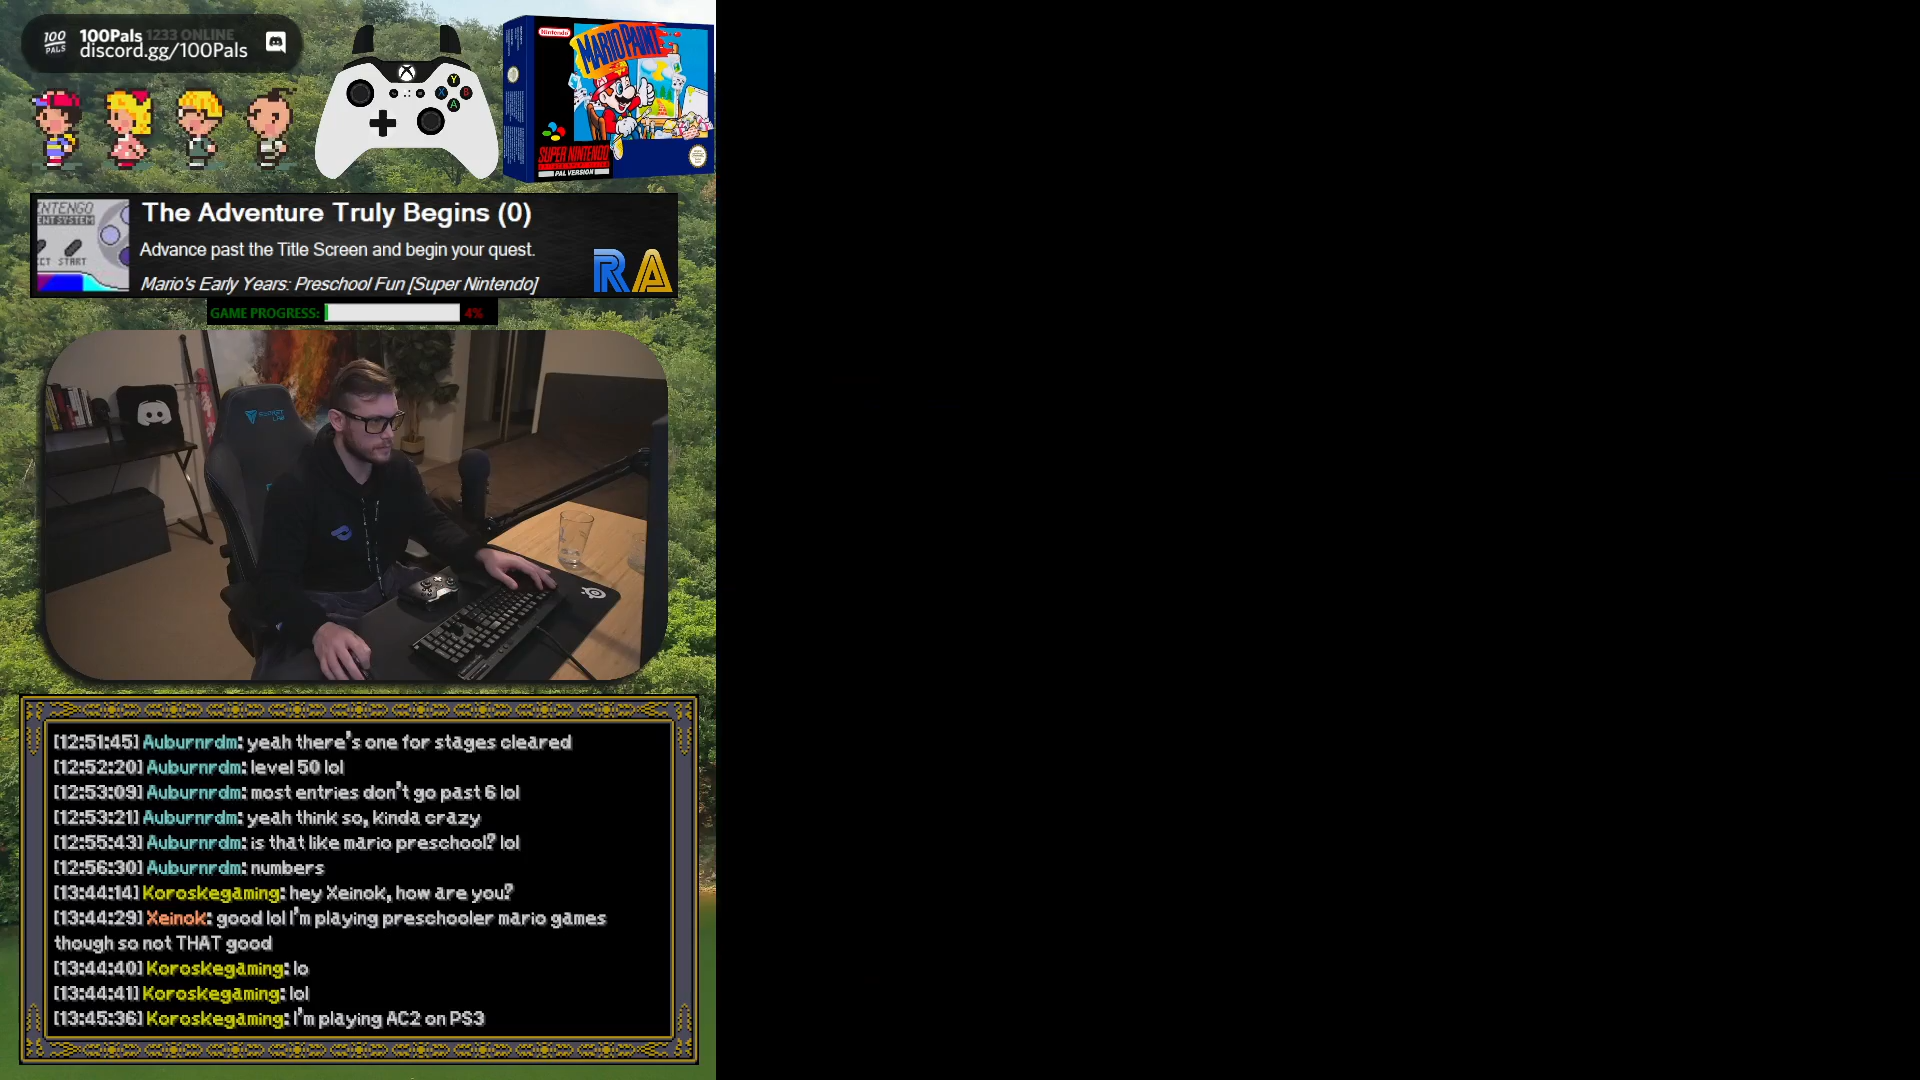 100
PALS
100Pals 1233 ONLINE
discord.gg/100Pals
Y
X B
A
Nintendo
MARIO PAINT
SUPER NINTENDO
PAL VERSION
The Adventure Truly Begins (0)
Advance past the Title Screen and begin your quest.
Mario's Early Years: Preschool Fun [Super Nintendo]
RA
GAME PROGRESS: 4%
[12:51:45] Auburnrdm: yeah there's one for stages cleared
[12:52:20] Auburnrdm: level 50 lol
[12:53:09] Auburnrdm: most entries don't go past 6 lol
[12:53:21] Auburnrdm: yeah think so, kinda crazy
[12:55:43] Auburnrdm: is that like mario preschool? lol
[12:56:30] Auburnrdm: numbers
[13:44:14] Koroskegaming: hey Xeinok, how are you?
[13:44:29] Xeinok: good lol I'm playing preschooler mario games
though so not THAT good
[13:44:40] Koroskegaming: lo
[13:44:41] Koroskegaming: lol
[13:45:36] Koroskegaming: I'm playing AC2 on PS3